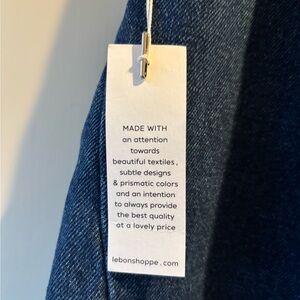 MADE WITH
an attention
towards
beautiful textiles,
subtle designs
& prismatic colors
and an intention
to always provide
the best quality
at a lovely price
lebonshoppe.com